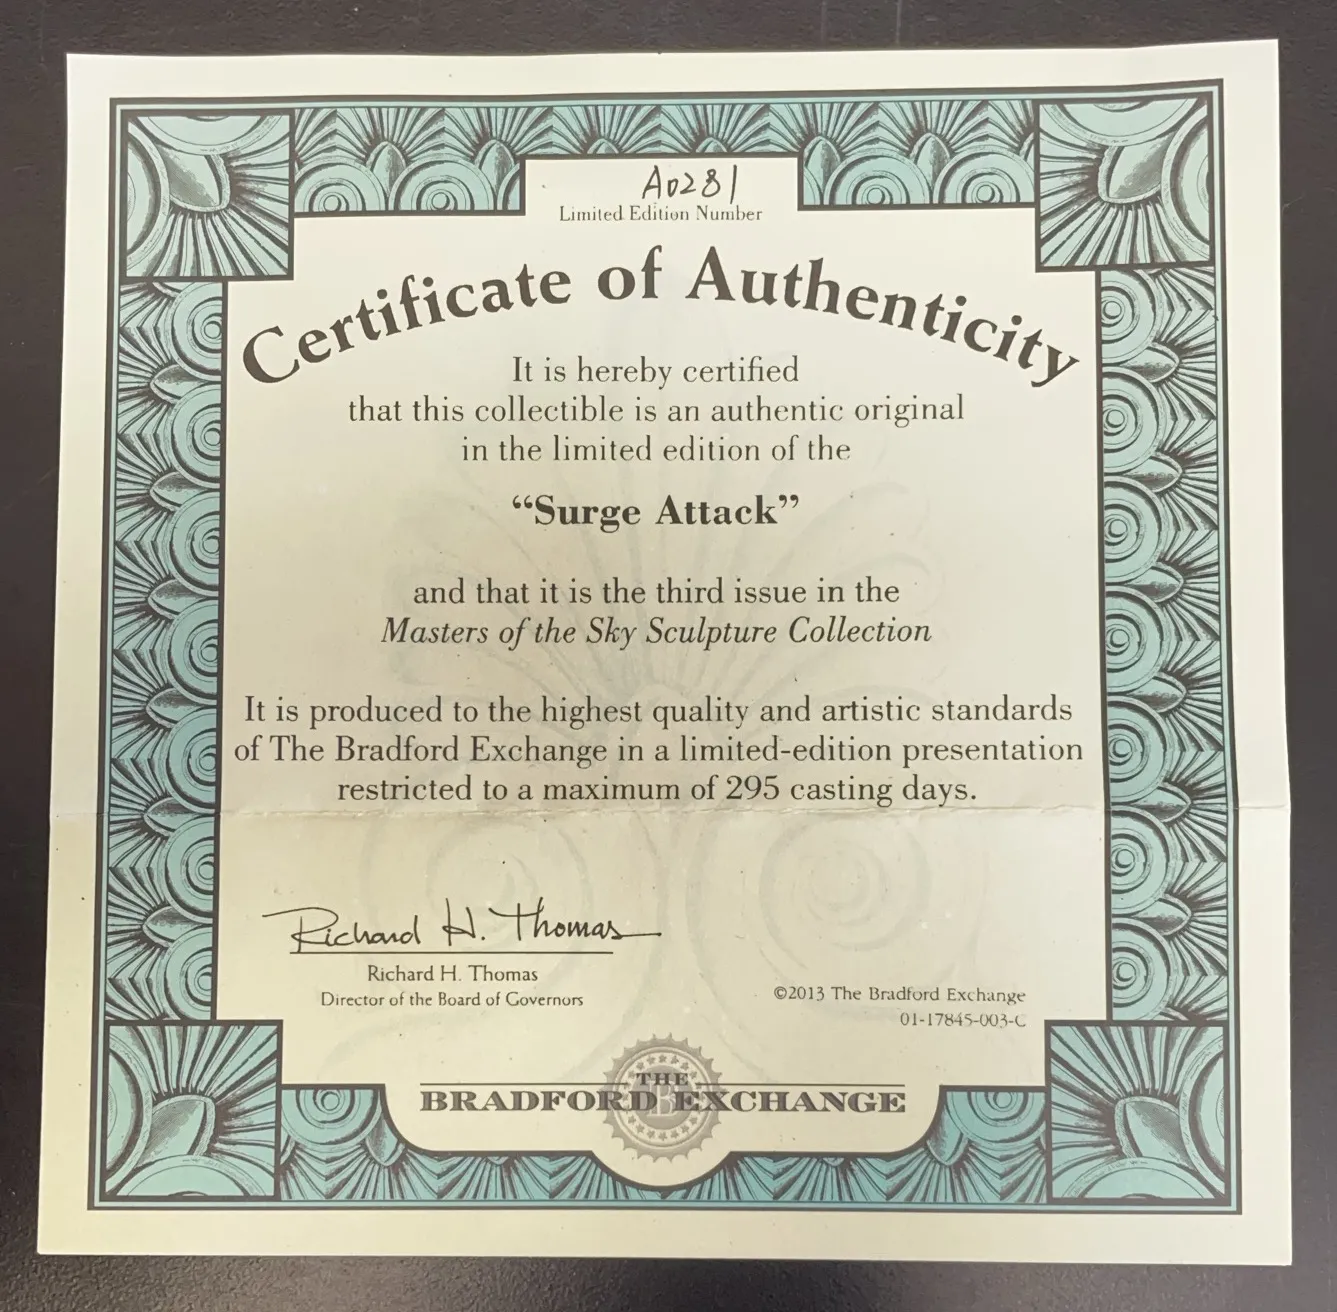 A0281
Limited Edition Number
Certificate of Authenticity
It is hereby certified
that this collectible is an authentic original
in the limited edition of the
“Surge Attack”
and that it is the third issue in the
Masters of the Sky Sculpture Collection
It is produced to the highest quality and artistic standards
of The Bradford Exchange in a limited-edition presentation
restricted to a maximum of 295 casting days.
Richard H. Thomas
Richard H. Thomas
Director of the Board of Governors
©2013 The Bradford Exchange
01-17845-003-C
THE
BRADFORD EXCHANGE